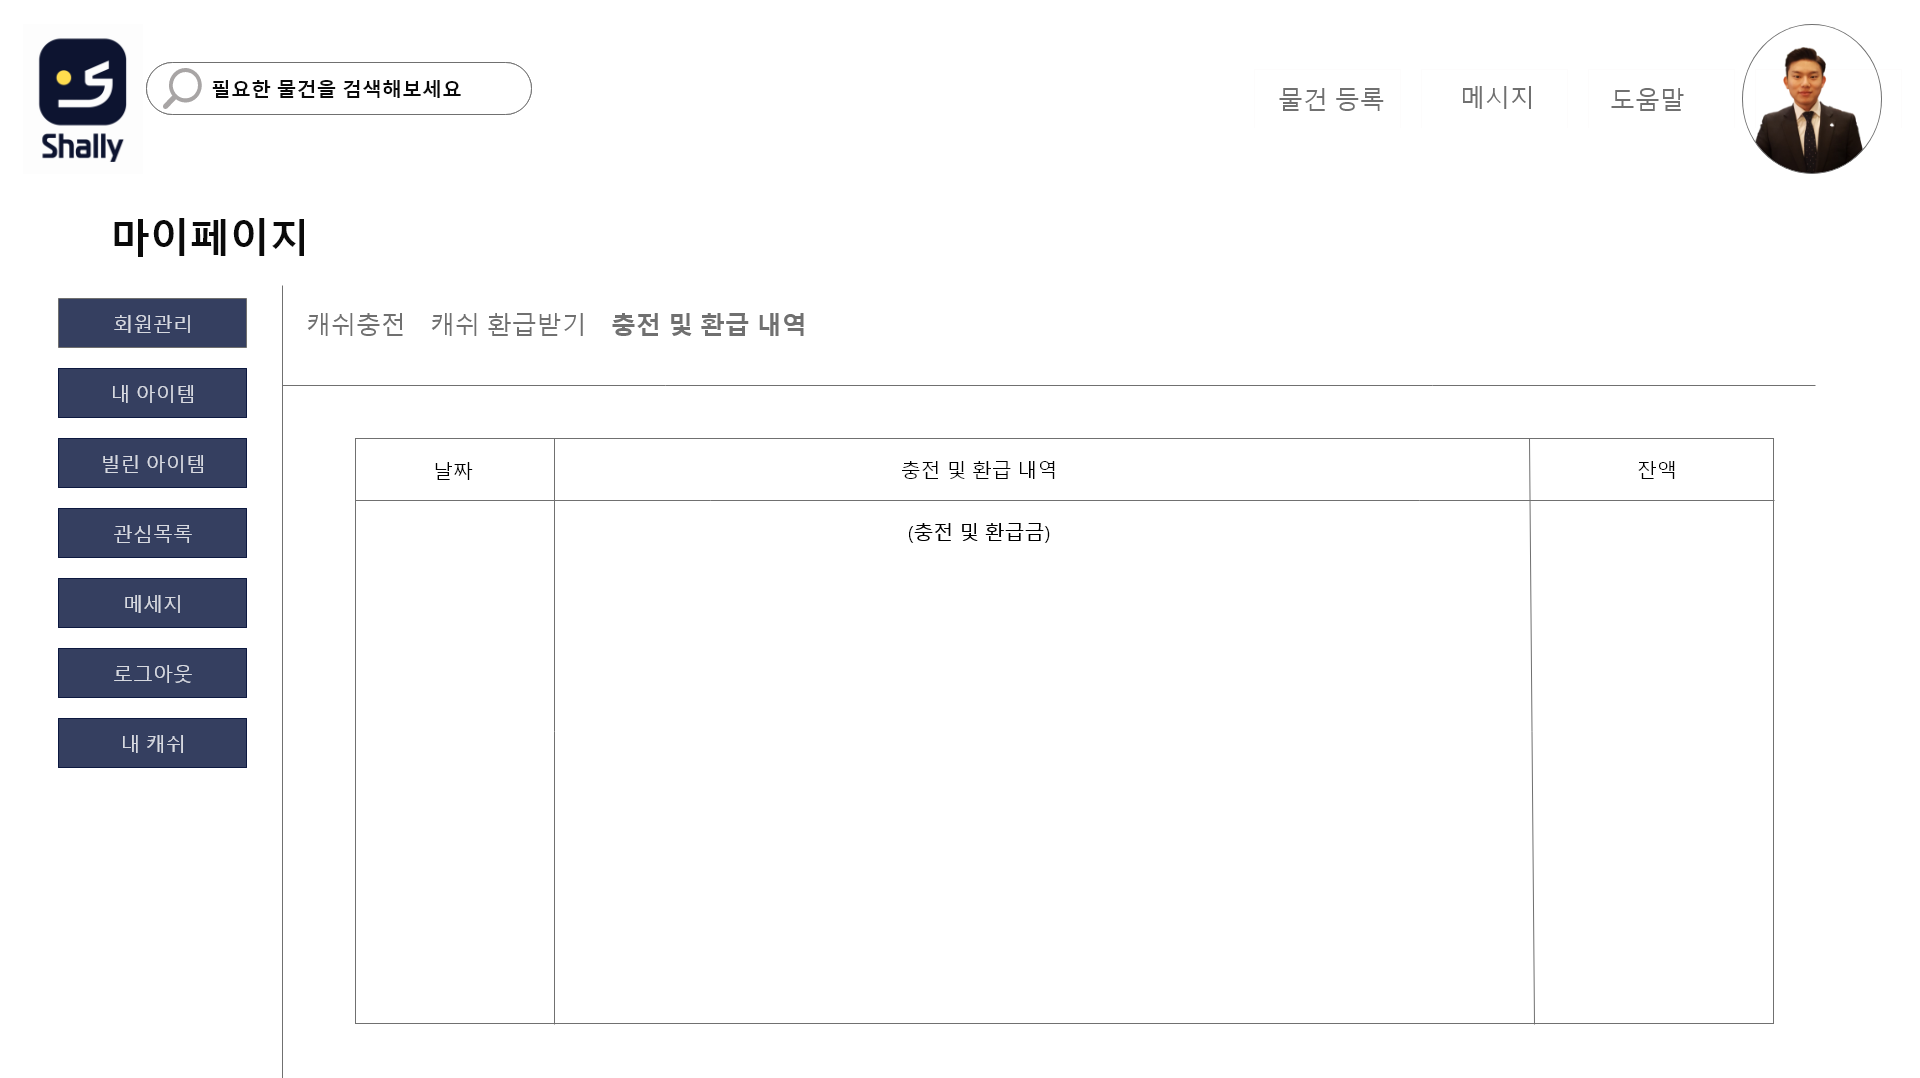 Shally
필요한 물건을 검색해보세요
물건 등록
메시지
도움말
마이페이지
회원관리
내 아이템
빌린 아이템
관심목록
메세지
로그아웃
내 캐쉬
캐쉬충전
캐쉬 환급받기
충전 및 환급 내역
날짜
충전 및 환급 내역
잔액
(충전 및 환급금)